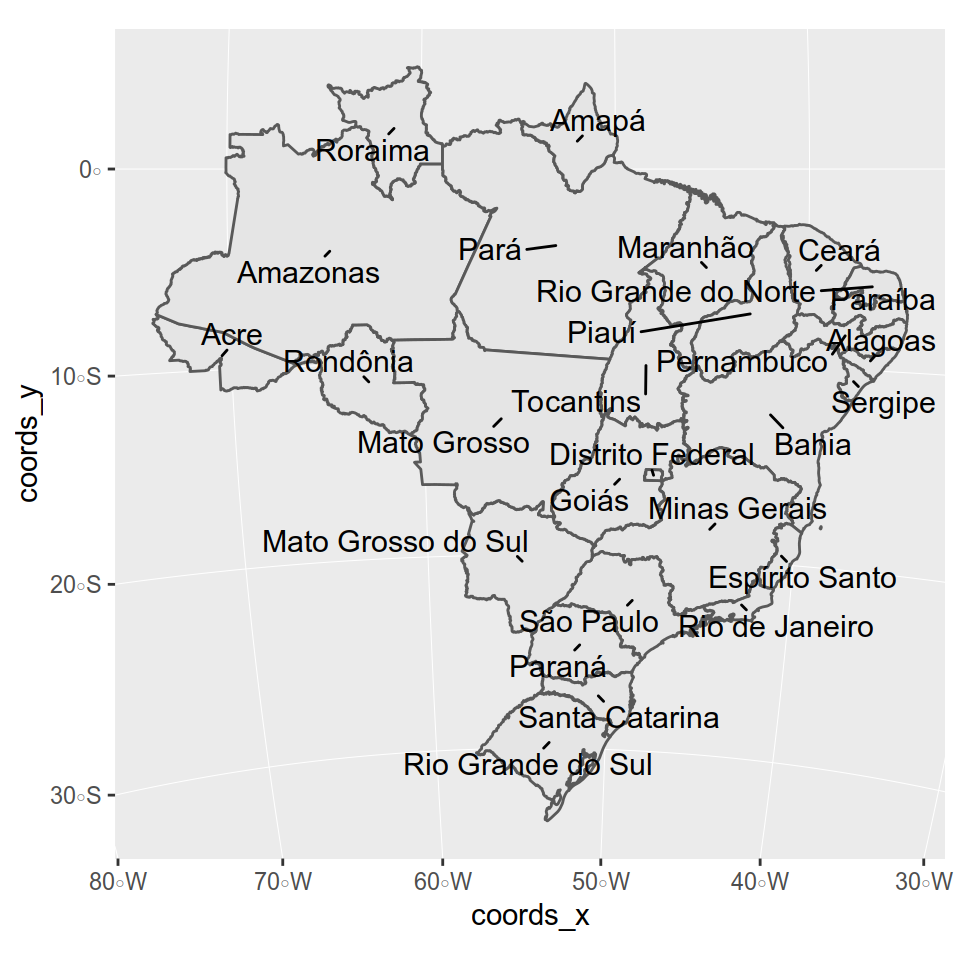 Amapá
Roraima
0○
Maranhão
Pará
Ceará
Amazonas
Rio Grande do Norte
Paraíba
Acre
Piauí
Alagoas
Rondônia
Pernambuco
10○S
Tocantins
Sergipe
Mato Grosso
Bahia
Distrito Federal
coords_y
Goiás
Minas Gerais
Mato Grosso do Sul
Espírito Santo
20○S
São Paulo
Rio de Janeiro
Paraná
Santa Catarina
Rio Grande do Sul
30○S
80○W 70○W 60○W 50○W 40○W 30○W
coords_x